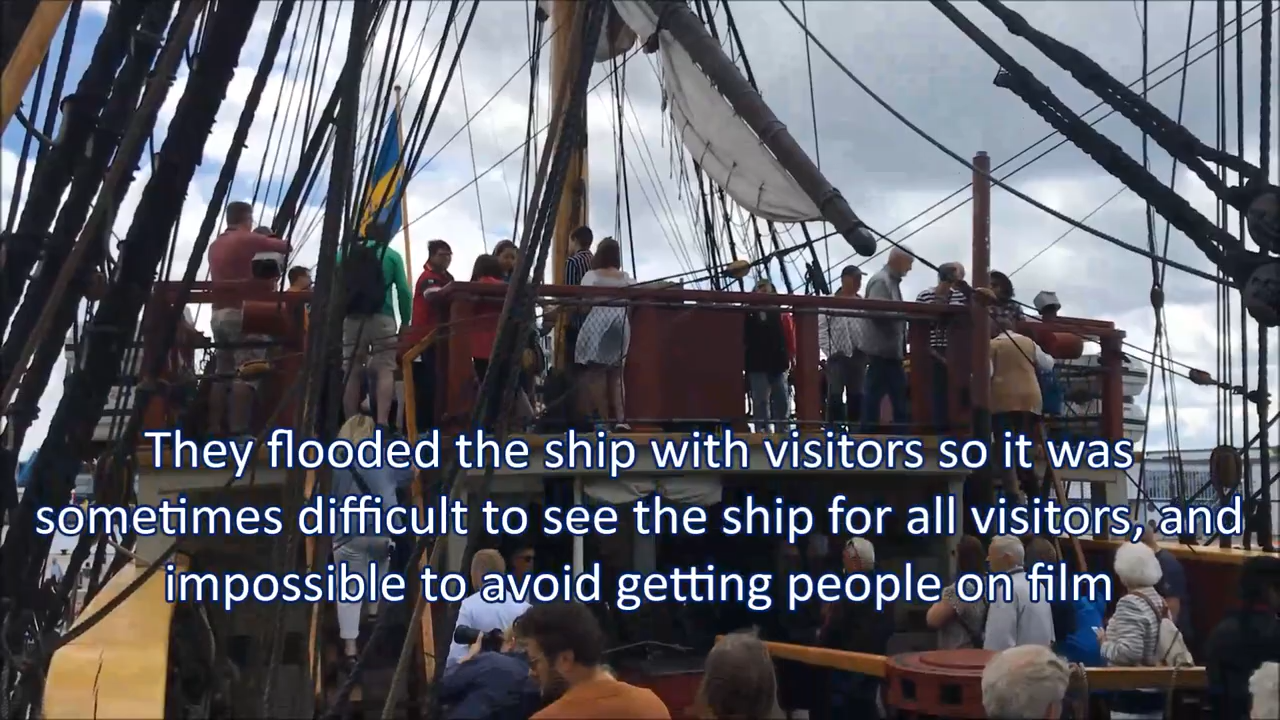 They flooded the ship with visitors so it was
sometimes difficult to see the ship for all visitors, and
impossible to avoid getting people on film